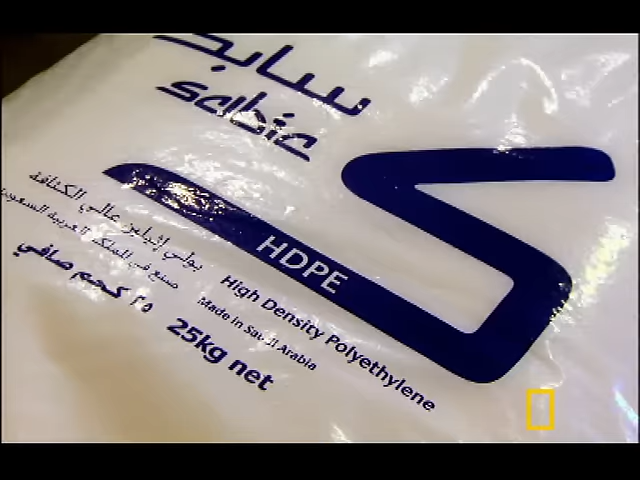 سابك
sabic
HDPE
بولي إثيلين عالي الكثافة
صنع في المملكة العربية السعودية
٢٥ كجم صافي
High Density Polyethylene
Made in Saudi Arabia
25kg net